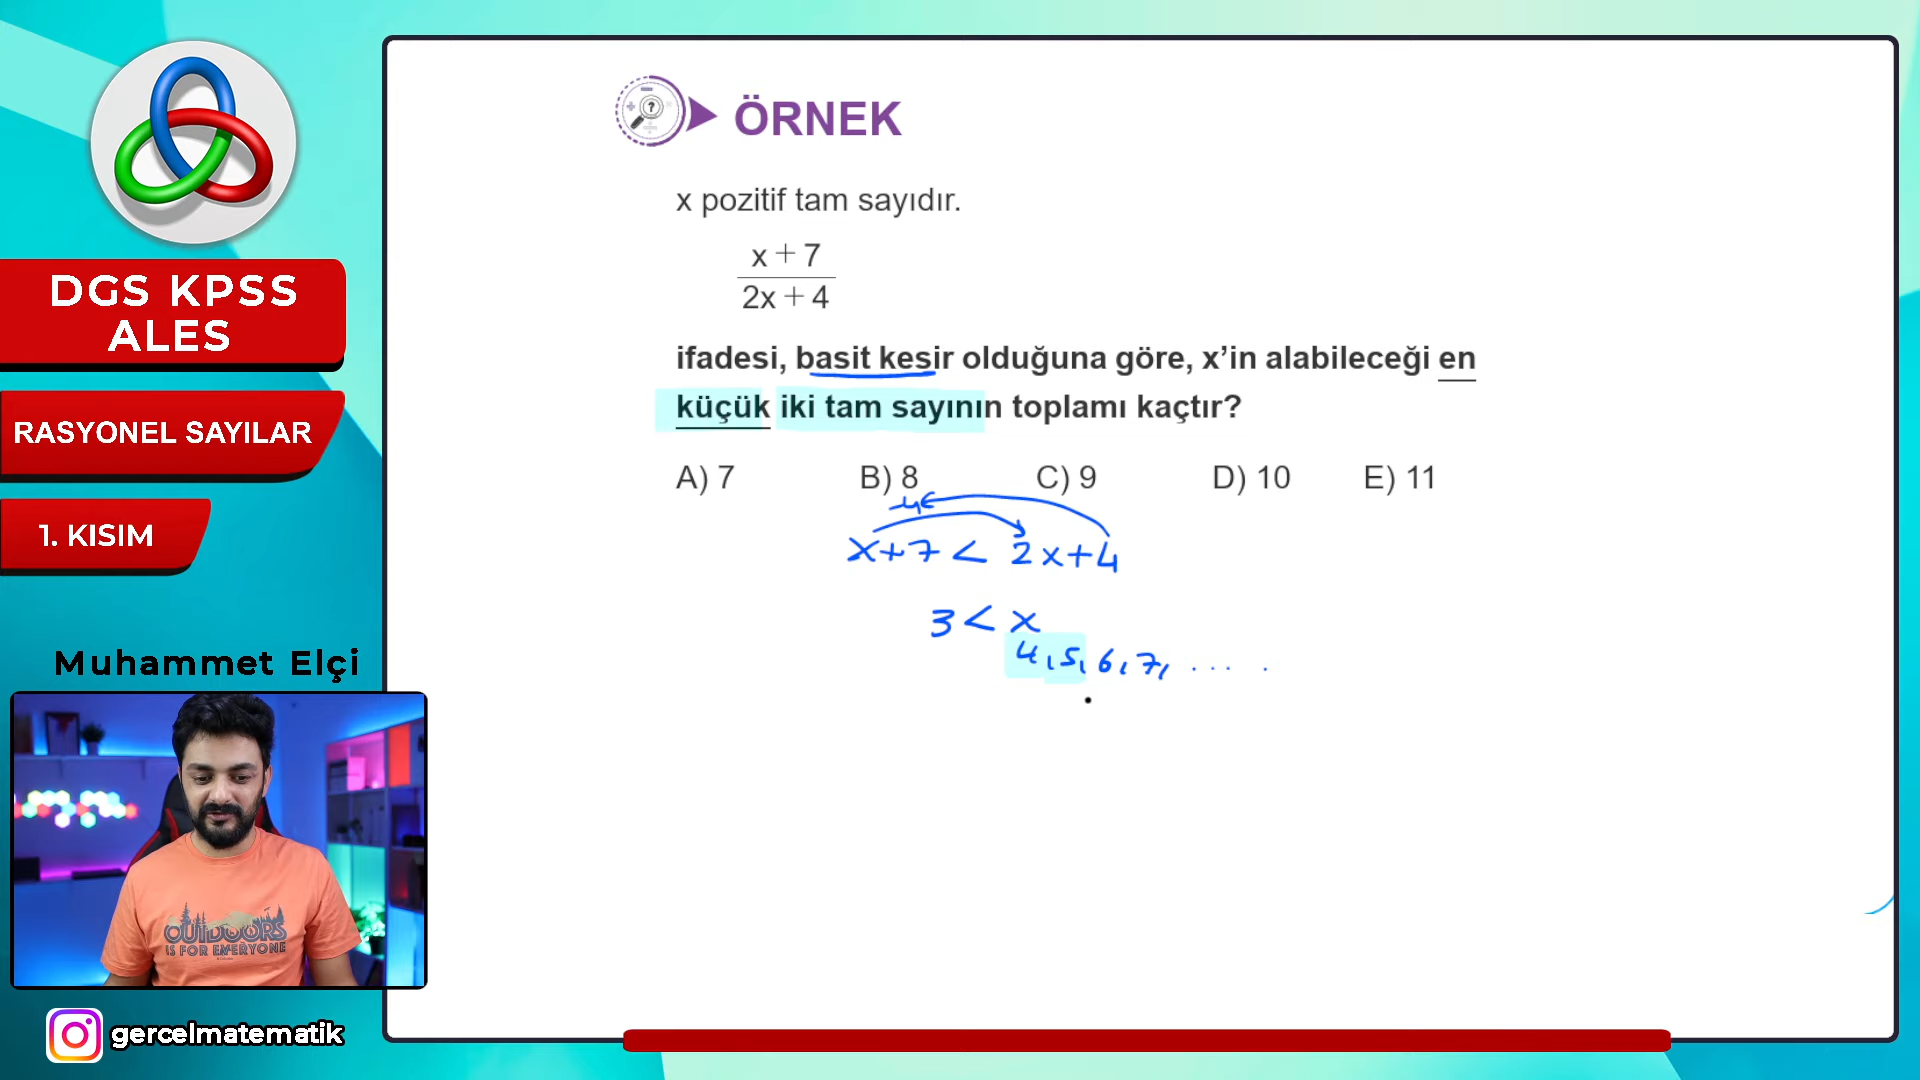 ÖRNEK
x pozitif tam sayıdır.
x + 7
2x + 4
ifadesi, basit kesir olduğuna göre, x’in alabileceği en
küçük iki tam sayının toplamı kaçtır?
A) 7 B) 8 C) 9 D) 10 E) 11
-4
x+7 < 2x+4
3 < x
4, 5, 6, 7, .... .
DGS KPSS
ALES
RASYONEL SAYILAR
1. KISIM
Muhammet Elçi
OUTDOORS
IS FOR EVERYONE
gercelmatematik